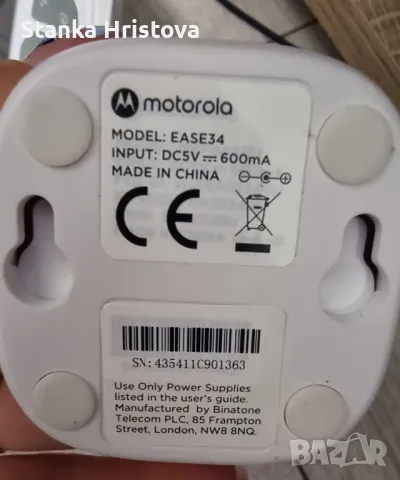 Stanka Hristova
motorola
MODEL: EASE34
INPUT: DC5V⎓600mA
MADE IN CHINA
CE
SN: 435411C901363
Use Only Power Supplies
listed in the user's guide.
Manufactured by Binatone
Telecom PLC, 85 Frampton
Street, London, NW8 8NQ.
bazar